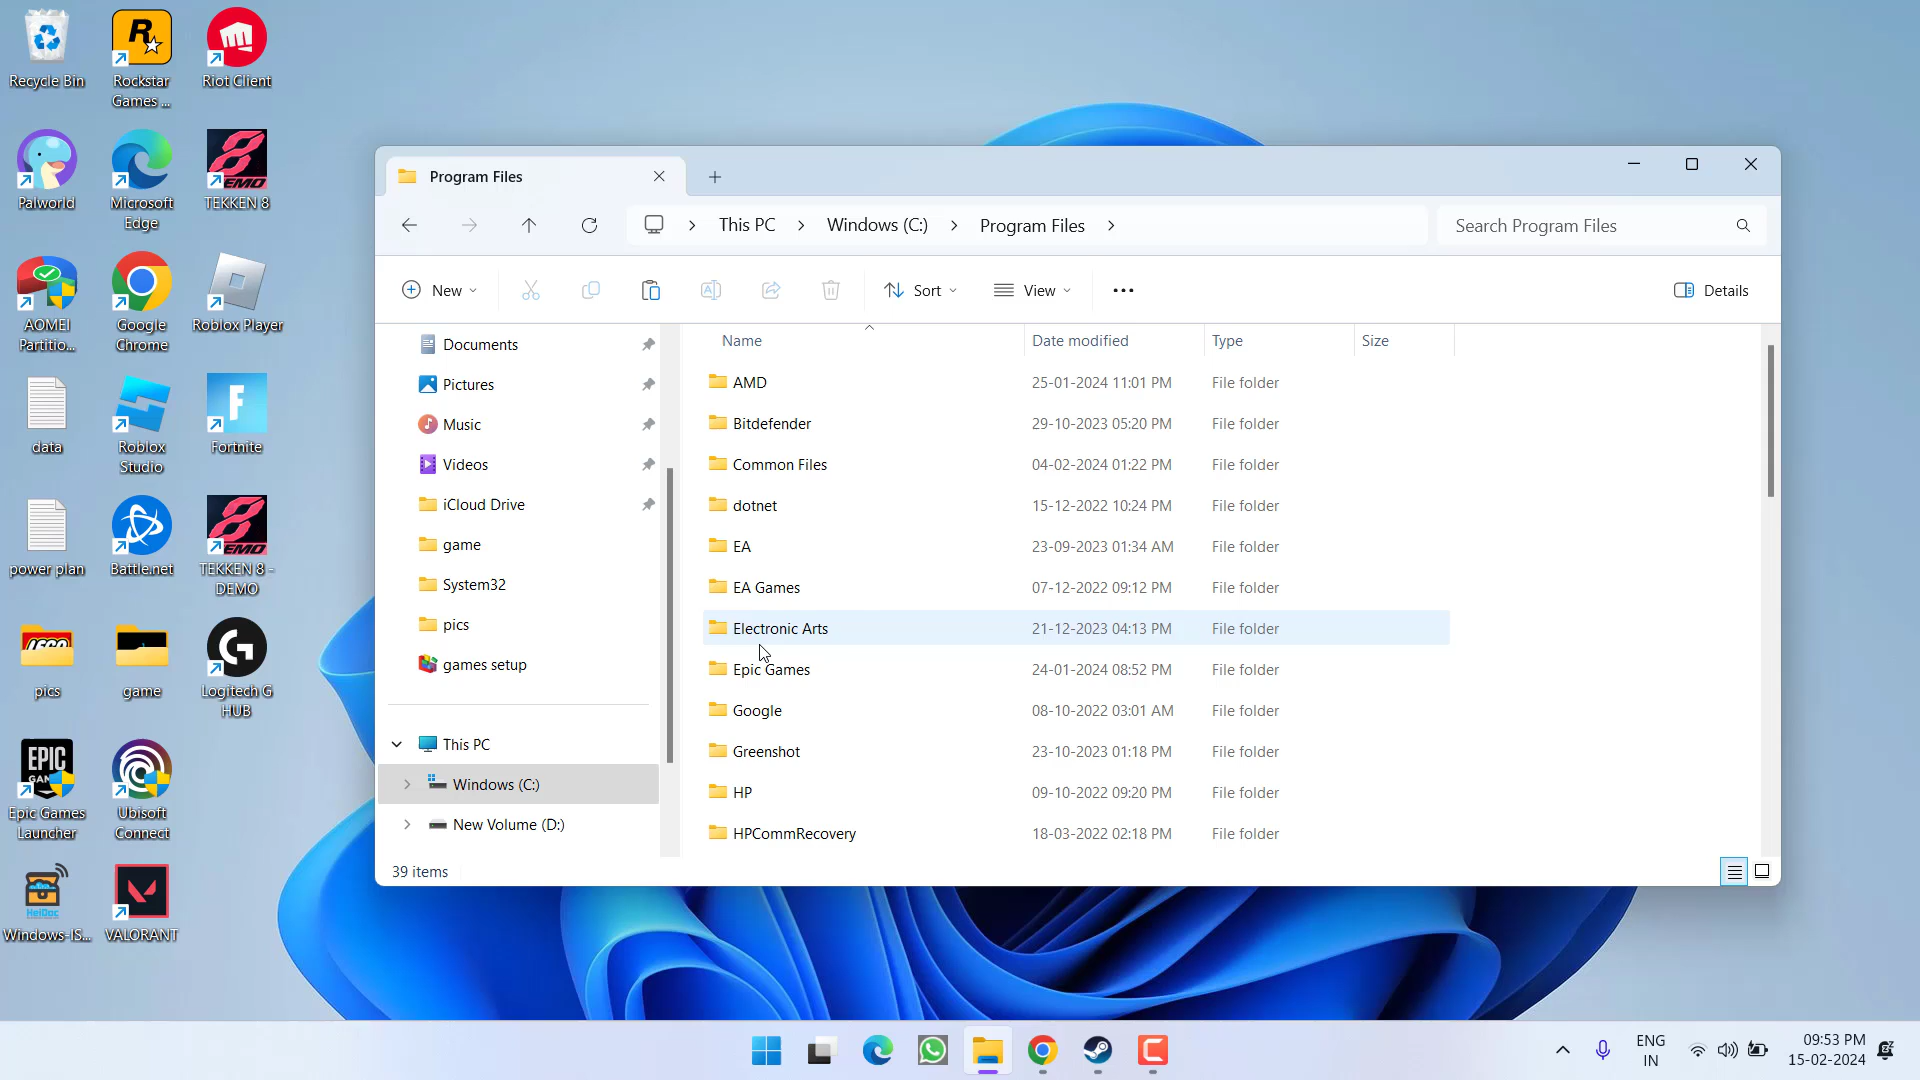 Recycle Bin
Rockstar
Games ...
Riot Client
Palworld
Microsoft
Edge
TEKKEN 8
AOMEI
Partitio...
Google
Chrome
Roblox Player
data
Roblox
Studio
Fortnite
power plan
Battle.net
TEKKEN 8 -
DEMO
pics
game
Logitech G
HUB
Epic Games
Launcher
Ubisoft
Connect
Windows-IS...
VALORANT
Program Files
This PC
Windows (C:)
Program Files
Search Program Files
New
Sort
View
Details
Documents
Pictures
Music
Videos
iCloud Drive
game
System32
pics
games setup
This PC
Windows (C:)
New Volume (D:)
Name Date modified Type Size
AMD 25-01-2024 11:01 PM File folder
Bitdefender 29-10-2023 05:20 PM File folder
Common Files 04-02-2024 01:22 PM File folder
dotnet 15-12-2022 10:24 PM File folder
EA 23-09-2023 01:34 AM File folder
EA Games 07-12-2022 09:12 PM File folder
Electronic Arts 21-12-2023 04:13 PM File folder
Epic Games 24-01-2024 08:52 PM File folder
Google 08-10-2022 03:01 AM File folder
Greenshot 23-10-2023 01:18 PM File folder
HP 09-10-2022 09:20 PM File folder
HPCommRecovery 18-03-2022 02:18 PM File folder
39 items
ENG
IN
09:53 PM
15-02-2024